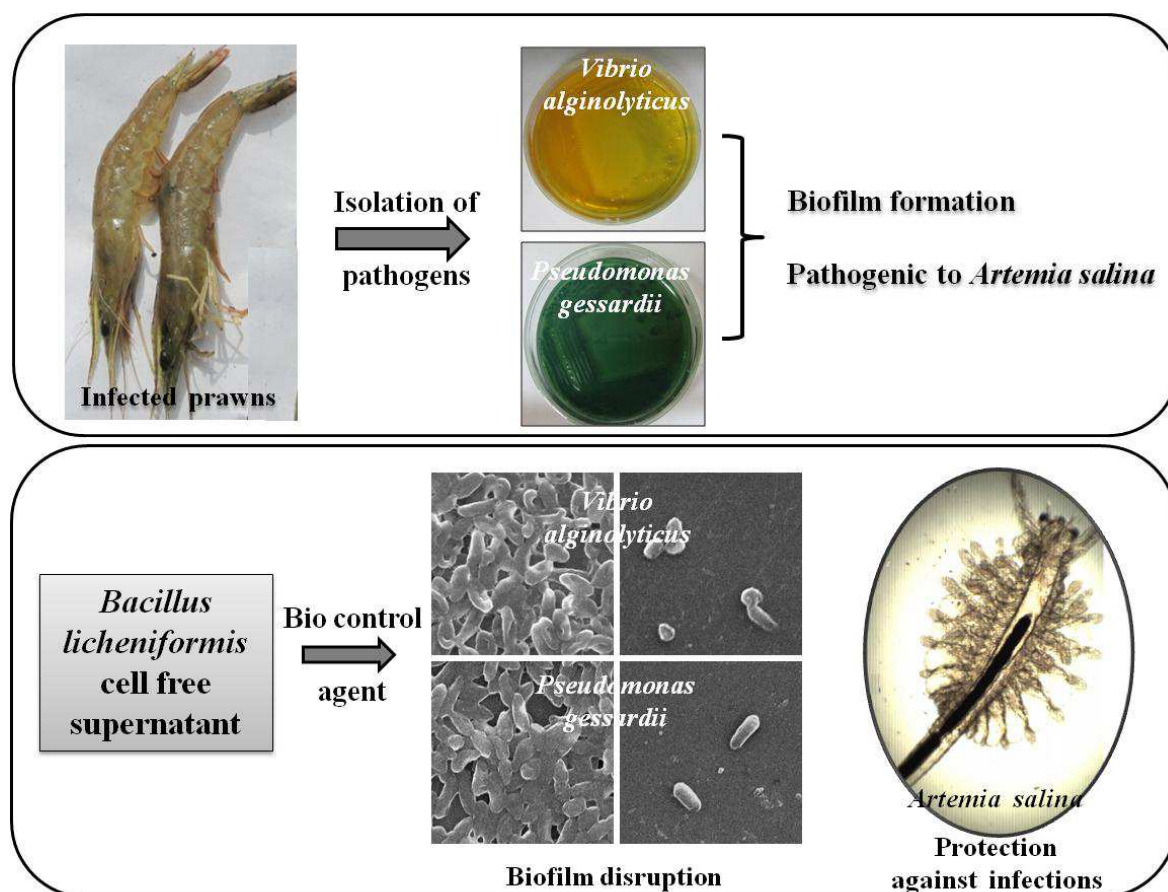 Infected prawns
Isolation of
pathogens
Vibrio
alginolyticus
Pseudomonas
gessardii
Biofilm formation
Pathogenic to Artemia salina
Bacillus
licheniformis
cell free
supernatant
Bio control
agent
Vibrio
alginolyticus
Pseudomonas
gessardii
Biofilm disruption
Artemia salina
Protection
against infections